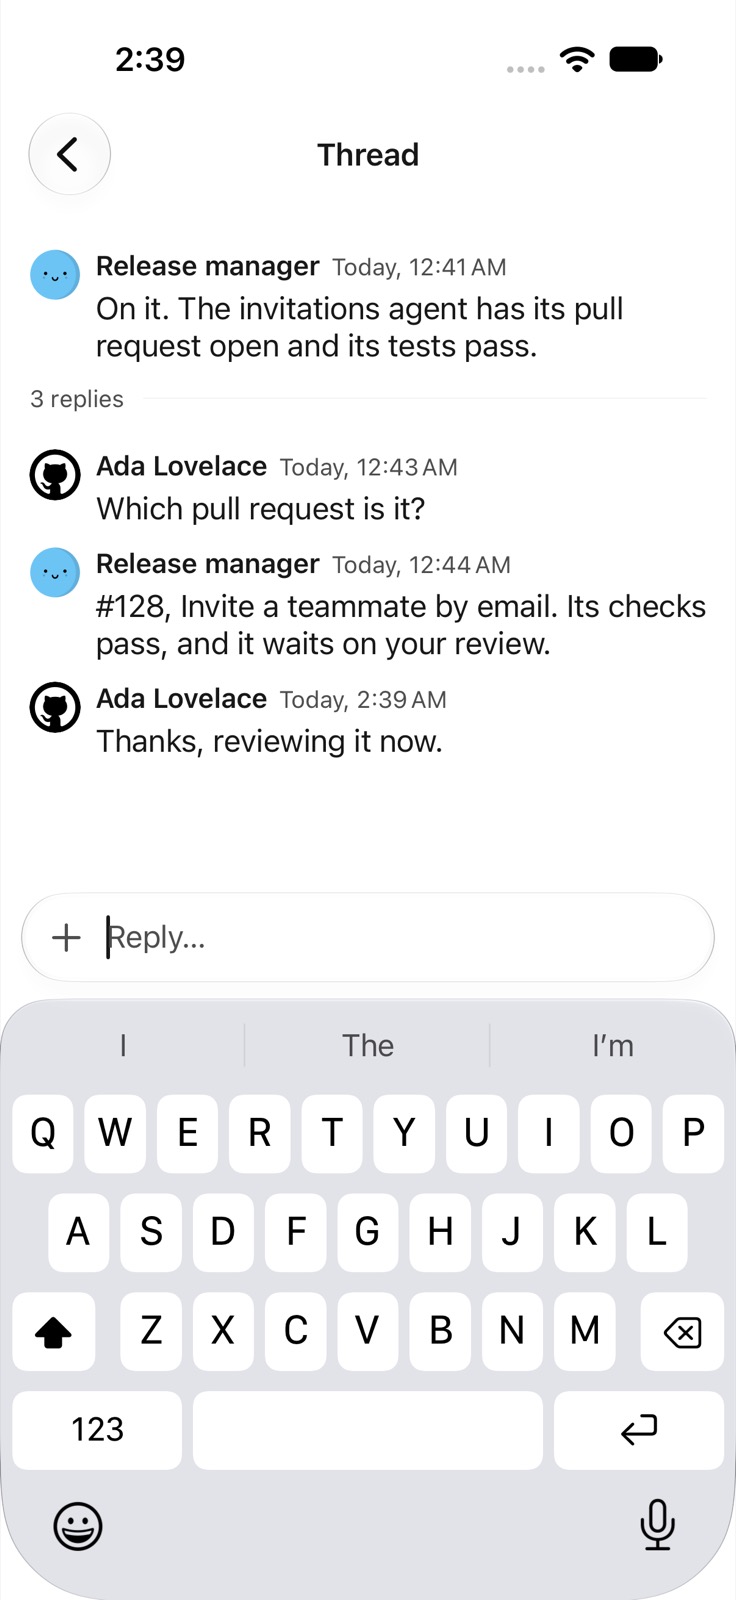 2:39
Thread
Release manager Today, 12:41 AM
On it. The invitations agent has its pull
request open and its tests pass.
3 replies
Ada Lovelace Today, 12:43 AM
Which pull request is it?
Release manager Today, 12:44 AM
#128, Invite a teammate by email. Its checks
pass, and it waits on your review.
Ada Lovelace Today, 2:39 AM
Thanks, reviewing it now.
Reply...
I The I’m
Q W E R T Y U I O P
A S D F G H J K L
Z X C V B N M
123